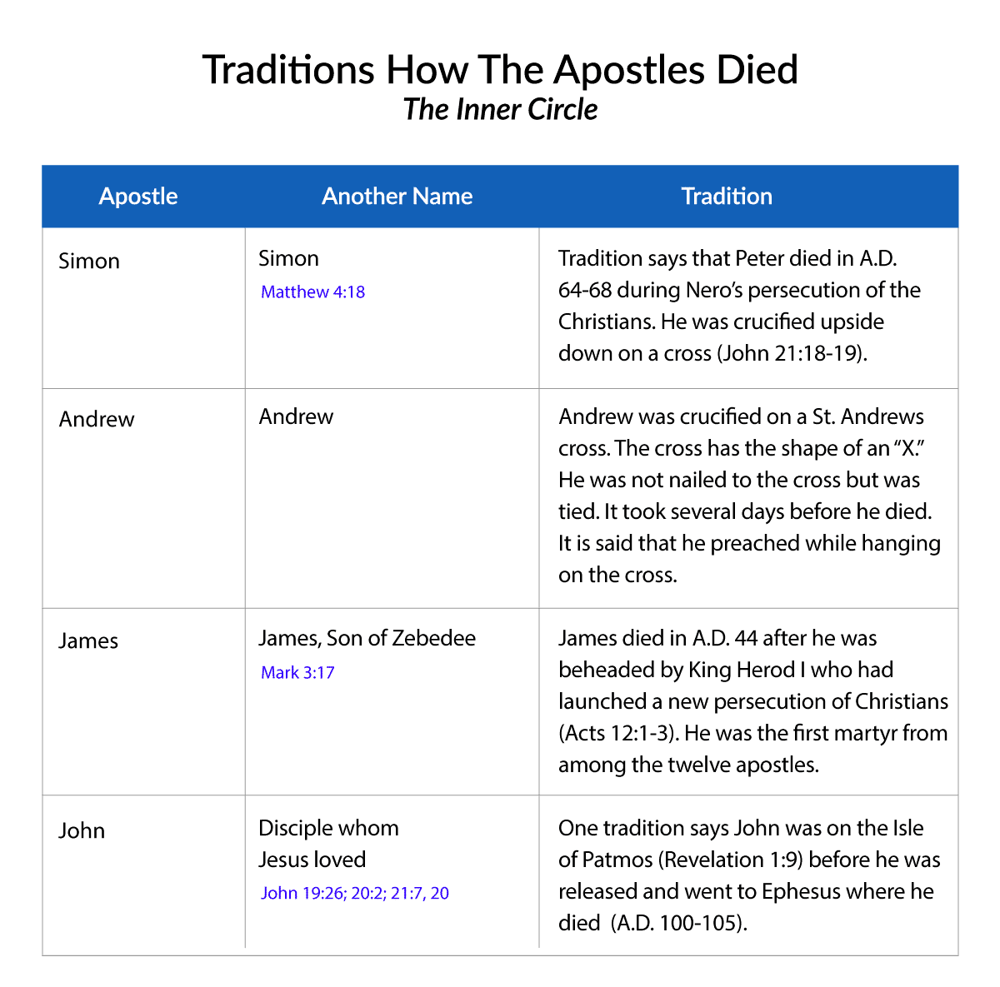 Traditions How The Apostles Died
The Inner Circle
Apostle
Another Name
Tradition
Simon
Simon
Matthew 4:18
Tradition says that Peter died in A.D.
64-68 during Nero’s persecution of the
Christians. He was crucified upside
down on a cross (John 21:18-19).
Andrew
Andrew
Andrew was crucified on a St. Andrews
cross. The cross has the shape of an “X.”
He was not nailed to the cross but was
tied. It took several days before he died.
It is said that he preached while hanging
on the cross.
James
James, Son of Zebedee
Mark 3:17
James died in A.D. 44 after he was
beheaded by King Herod I who had
launched a new persecution of Christians
(Acts 12:1-3). He was the first martyr from
among the twelve apostles.
John
Disciple whom
Jesus loved
John 19:26; 20:2; 21:7, 20
One tradition says John was on the Isle
of Patmos (Revelation 1:9) before he was
released and went to Ephesus where he
died (A.D. 100-105).